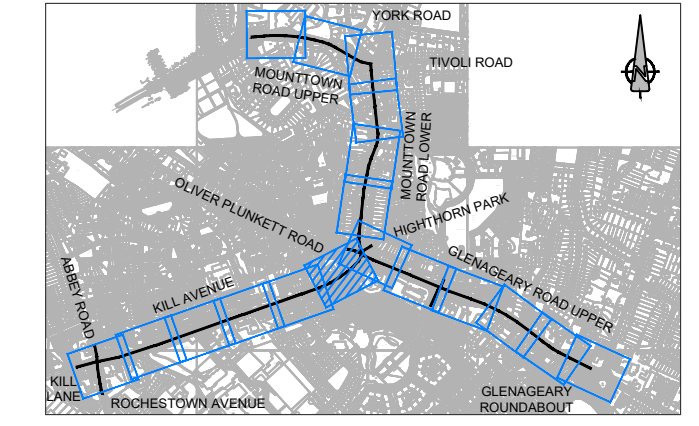 YORK ROAD
TIVOLI ROAD
MOUNTTOWN
ROAD UPPER
N
MOUNTTOWN
ROAD LOWER
OLIVER PLUNKETT ROAD
HIGHTHORN PARK
GLENAGEARY ROAD UPPER
ABBEY ROAD
KILL AVENUE
KILL
LANE
ROCHESTOWN AVENUE
GLENAGEARY
ROUNDABOUT